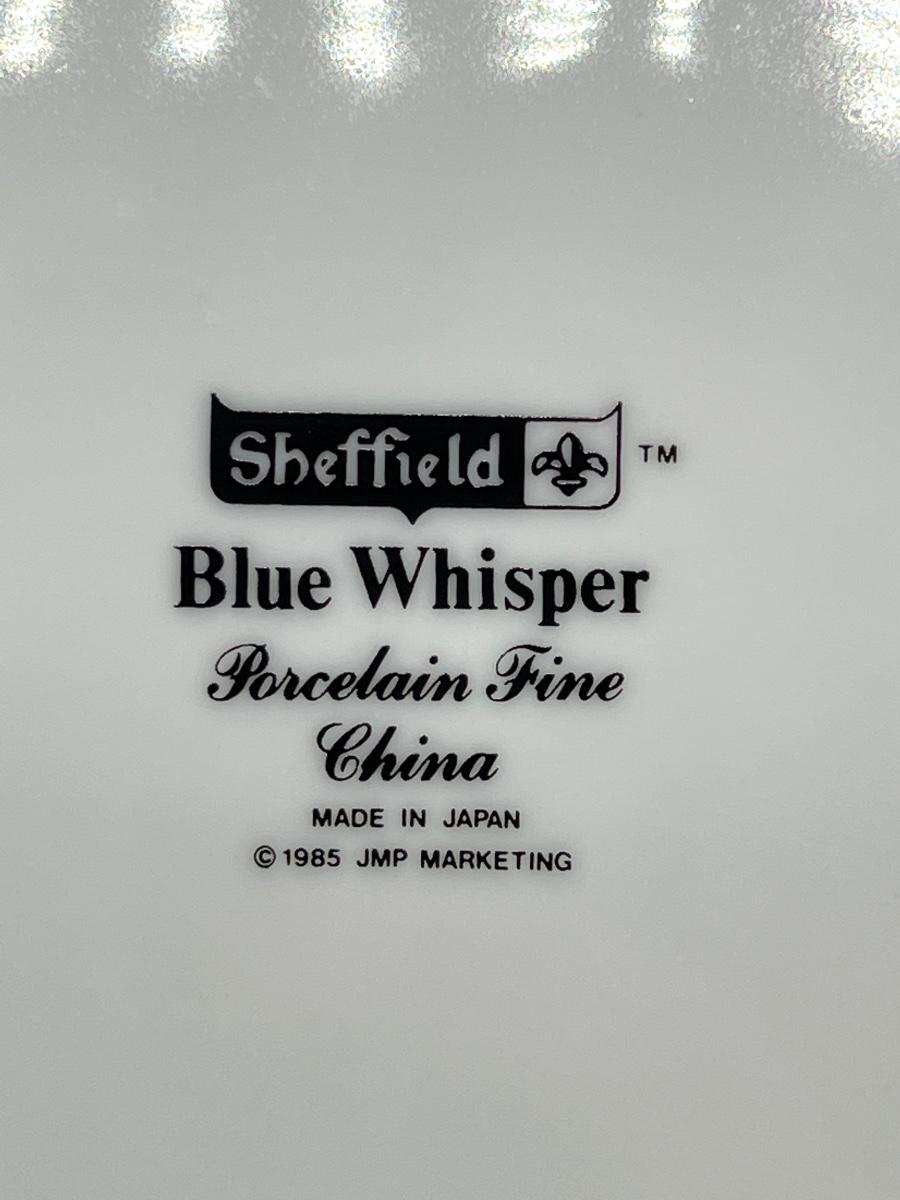 Sheffield TM
Blue Whisper
Porcelain Fine
China
MADE IN JAPAN
©1985 JMP MARKETING